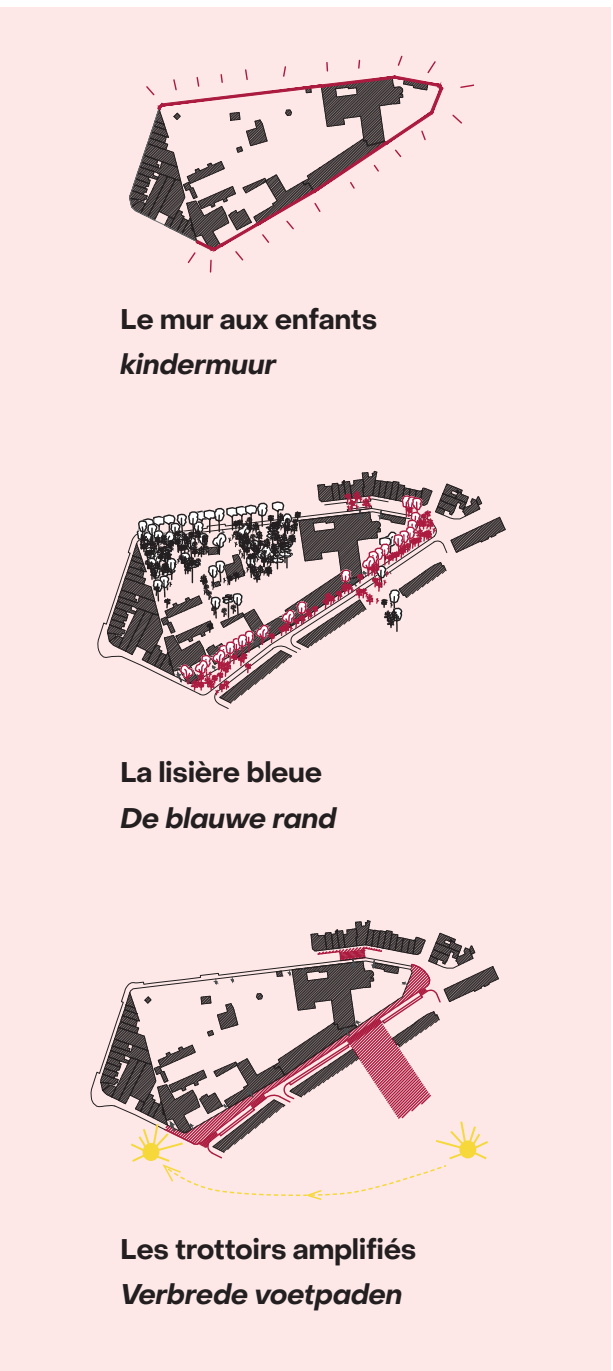 Le mur aux enfants
kindermuur
La lisière bleue
De blauwe rand
Les trottoirs amplifiés
Verbrede voetpaden